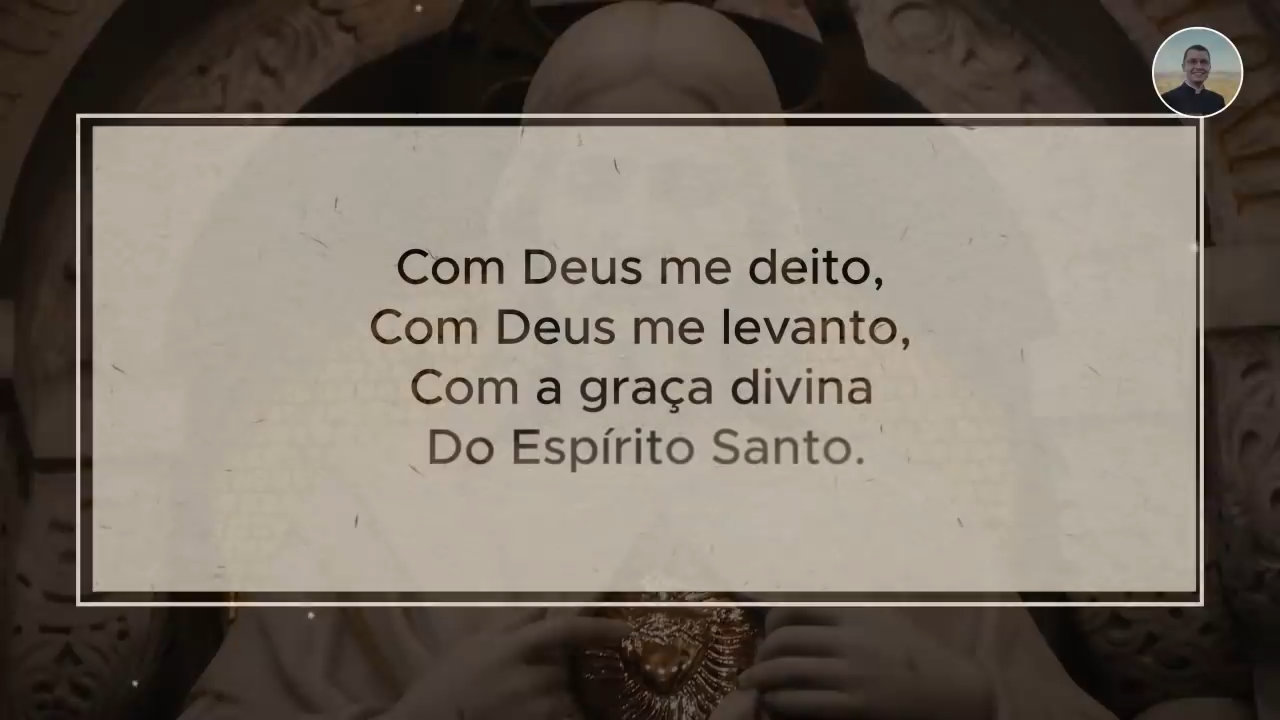 Com Deus me deito,
Com Deus me levanto,
Com a graça divina
Do Espírito Santo.